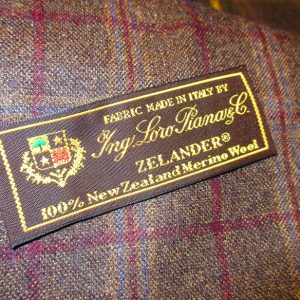 FABRIC MADE IN ITALY BY
Ing. Loro Piana & C.
ZELANDER®
100% New Zealand Merino Wool